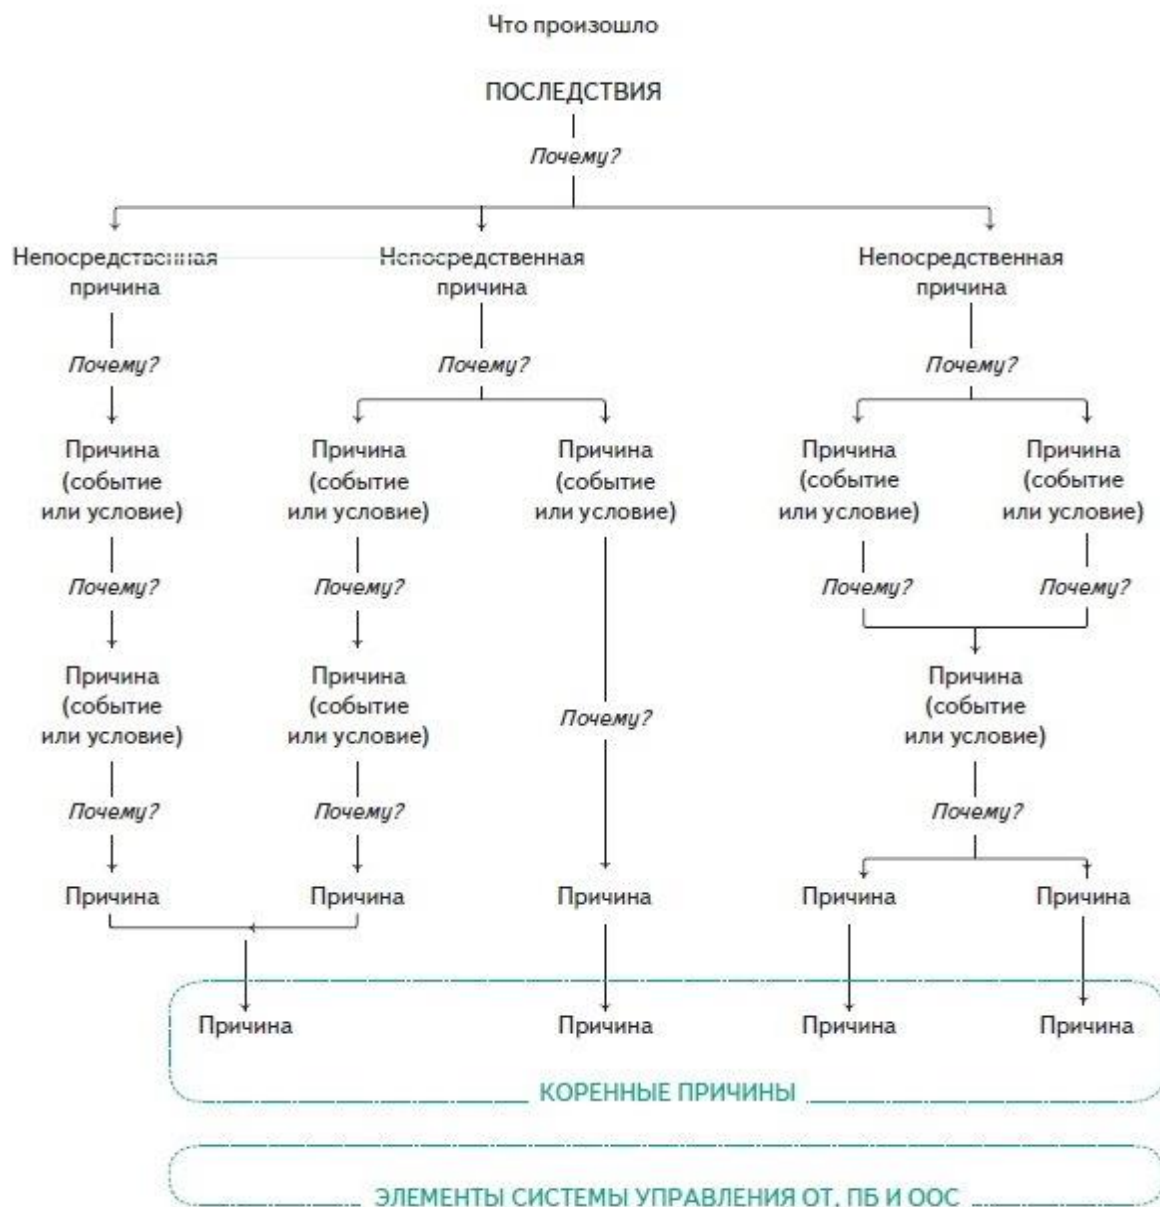 Что произошло
ПОСЛЕДСТВИЯ
Почему?
Непосредственная Непосредственная Непосредственная
причина причина причина
Почему? Почему? Почему?
Причина Причина Причина Причина Причина
(событие (событие (событие (событие (событие
или условие) или условие) или условие) или условие) или условие)
Почему? Почему? Почему? Почему?
Причина Причина Причина
(событие (событие (событие
или условие) или условие) или условие)
Почему?
Почему? Почему? Почему?
Причина Причина Причина Причина Причина
Причина Причина Причина Причина
КОРЕННЫЕ ПРИЧИНЫ
ЭЛЕМЕНТЫ СИСТЕМЫ УПРАВЛЕНИЯ ОТ, ПБ И ООС